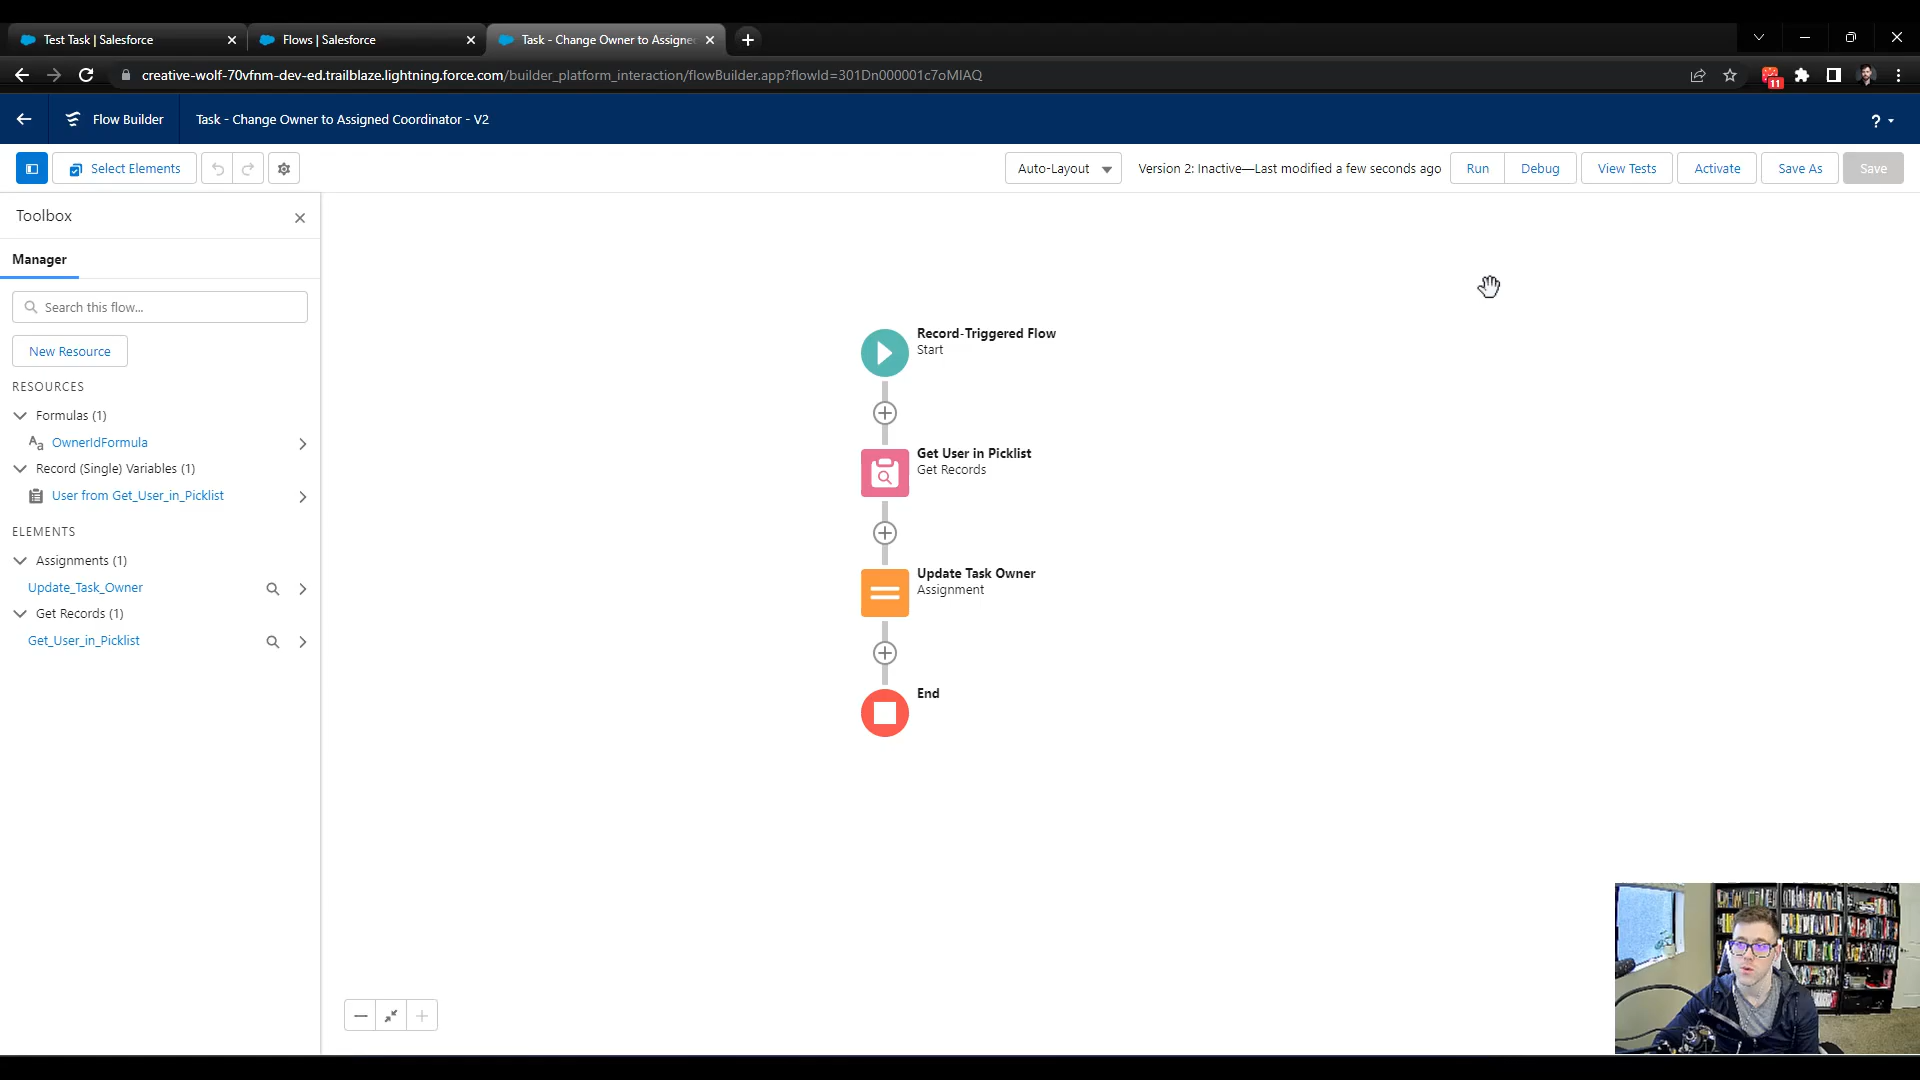 Test Task | Salesforce
Flows | Salesforce
Task - Change Owner to Assigne
creative-wolf-70vfnm-dev-ed.trailblaze.lightning.force.com/builder_platform_interaction/flowBuilder.app?flowId=301Dn000001c7oMIAQ
11
Flow Builder
Task - Change Owner to Assigned Coordinator - V2
?
Select Elements
Auto-Layout
Version 2: Inactive—Last modified a few seconds ago
Run
Debug
View Tests
Activate
Save As
Save
Toolbox
Manager
Search this flow...
New Resource
RESOURCES
Formulas (1)
Aa OwnerIdFormula
Record (Single) Variables (1)
User from Get_User_in_Picklist
ELEMENTS
Assignments (1)
Update_Task_Owner
Get Records (1)
Get_User_in_Picklist
Record-Triggered Flow
Start
Get User in Picklist
Get Records
Update Task Owner
Assignment
End